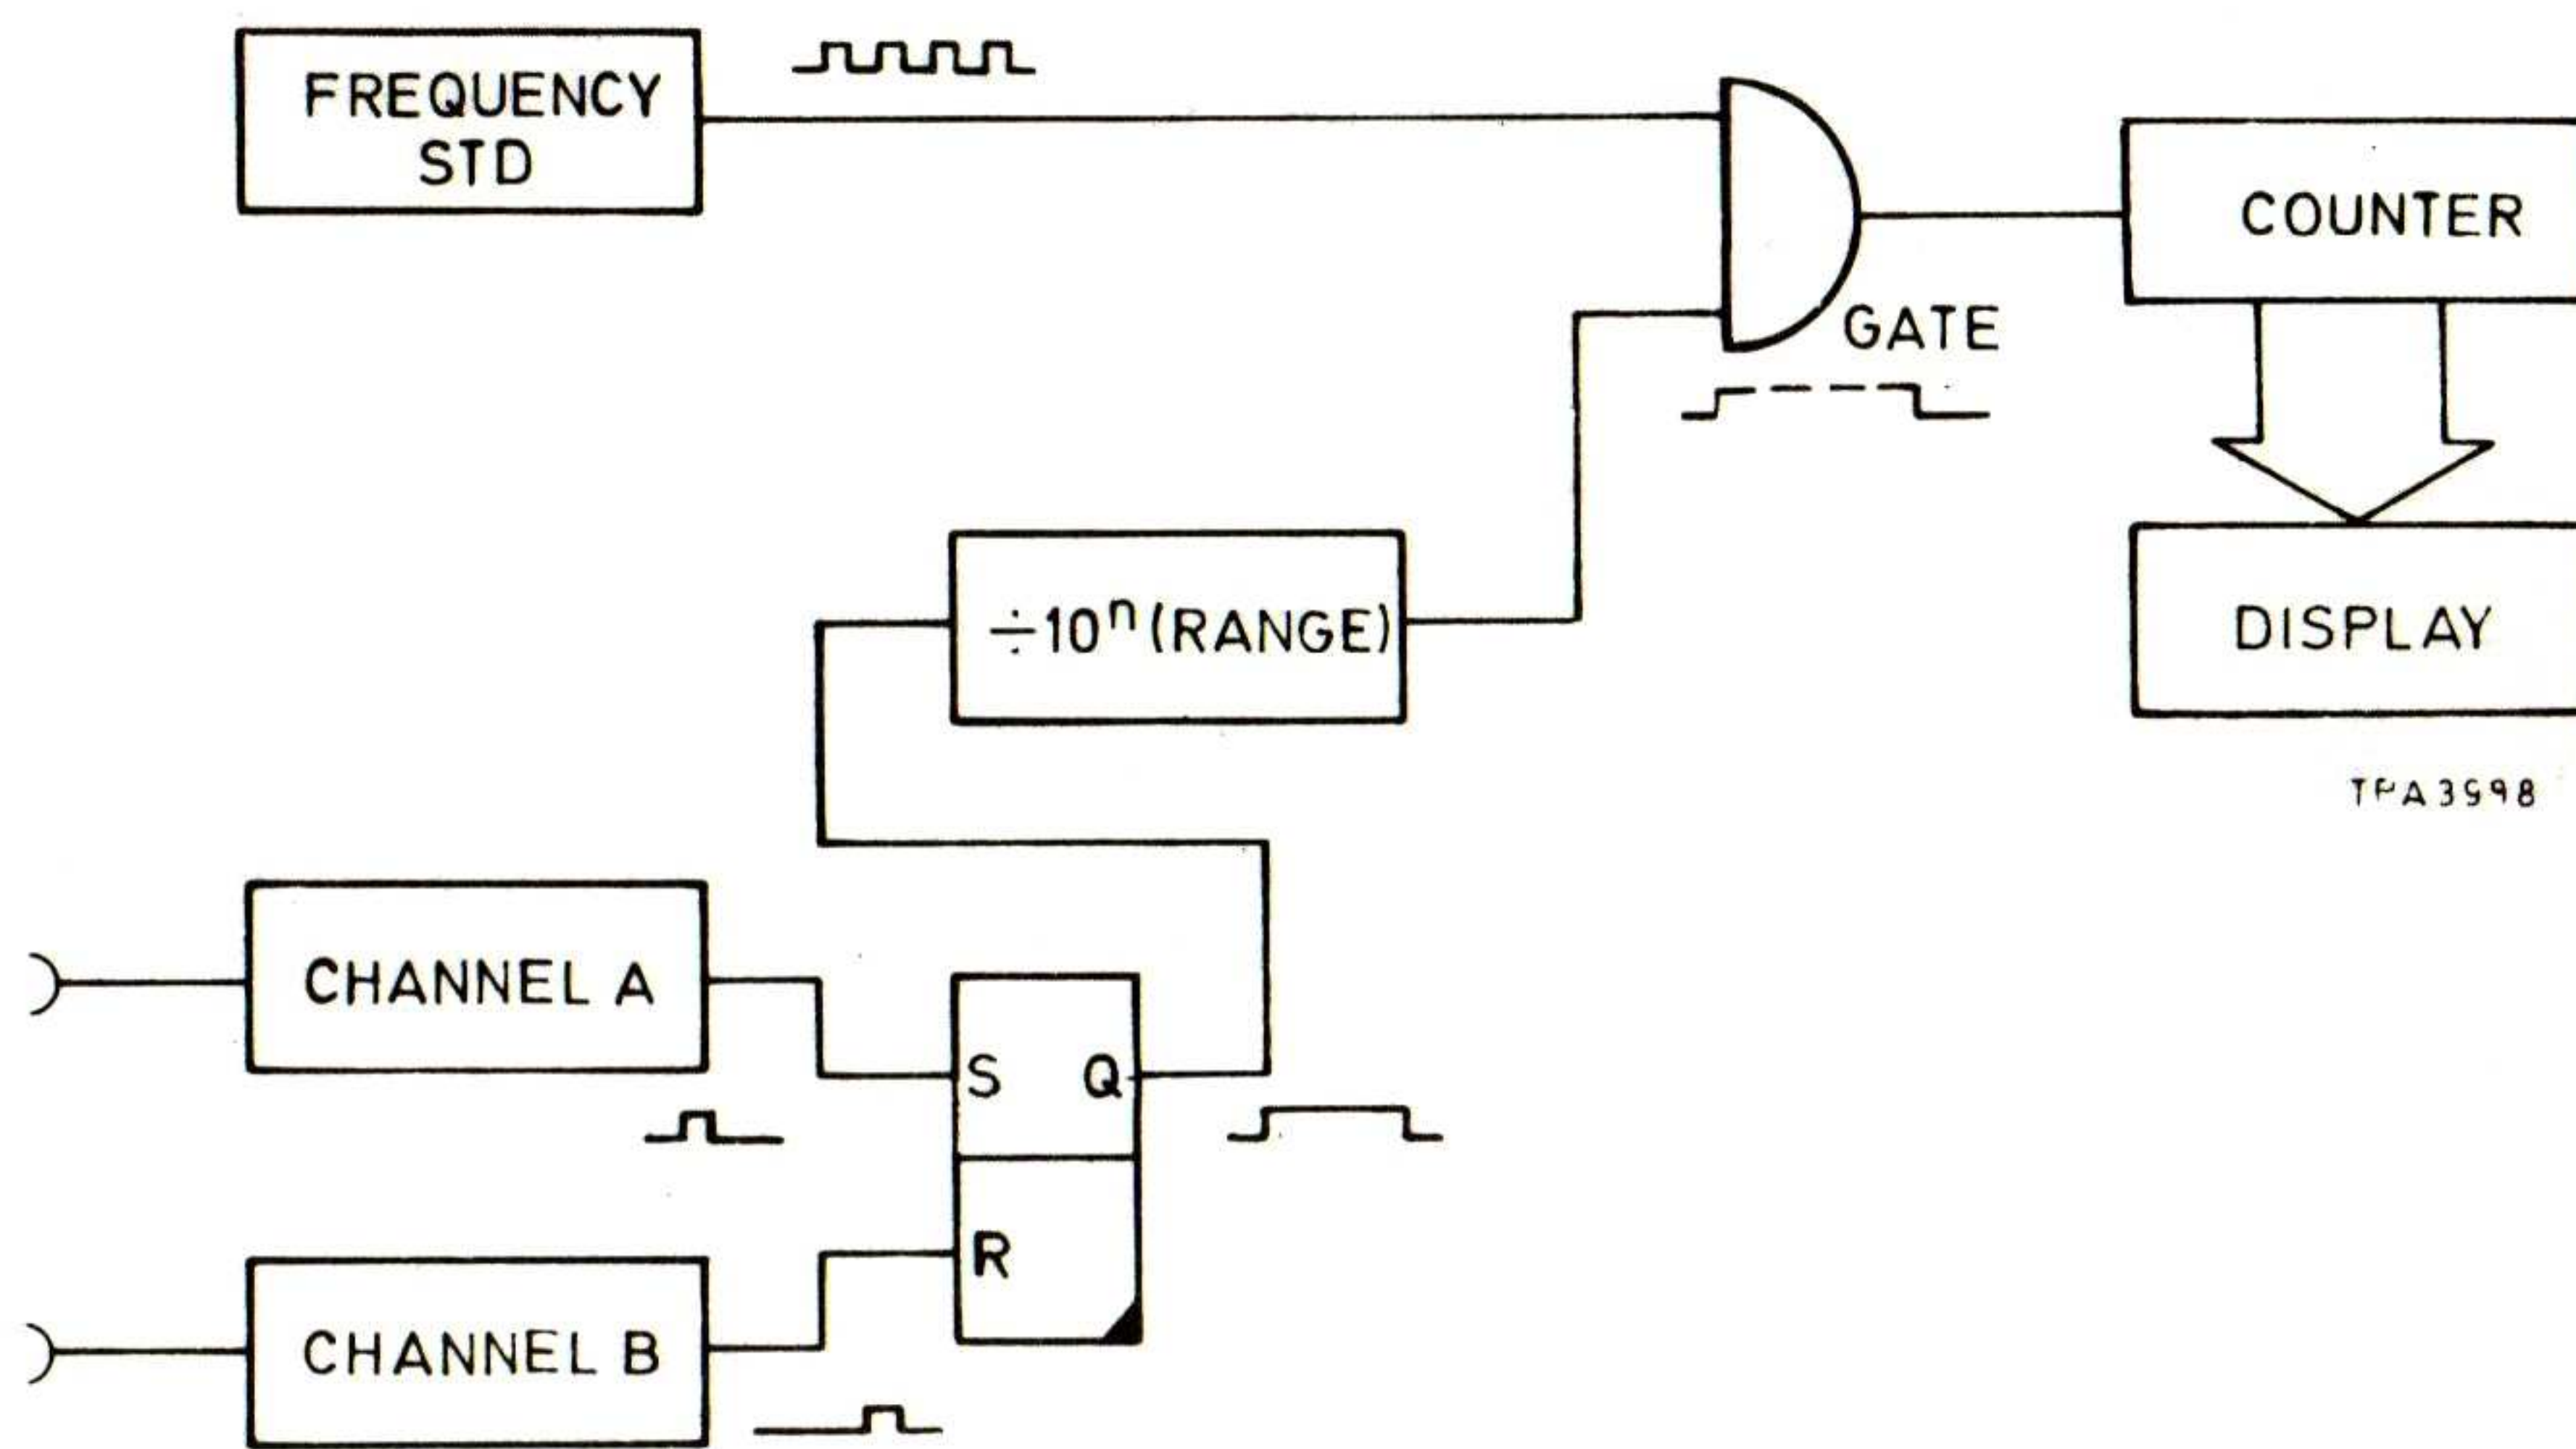 FREQUENCY
STD
GATE
COUNTER
÷10ⁿ(RANGE)
DISPLAY
CHANNEL A
S Q
R
CHANNEL B